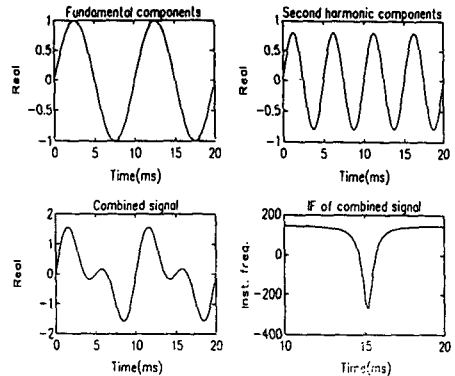 Fundamental components
1
0.5
0
-0.5
-1
Real
0 5 10 15 20
Time(ms)
Second harmonic components
1
0.5
0
-0.5
-1
Real
0 5 10 15 20
Time(ms)
Combined signal
2
1
0
-1
-2
Real
0 5 10 15 20
Time(ms)
IF of combined signal
200
0
-200
-400
Inst. freq.
10 15 20
Time(ms)